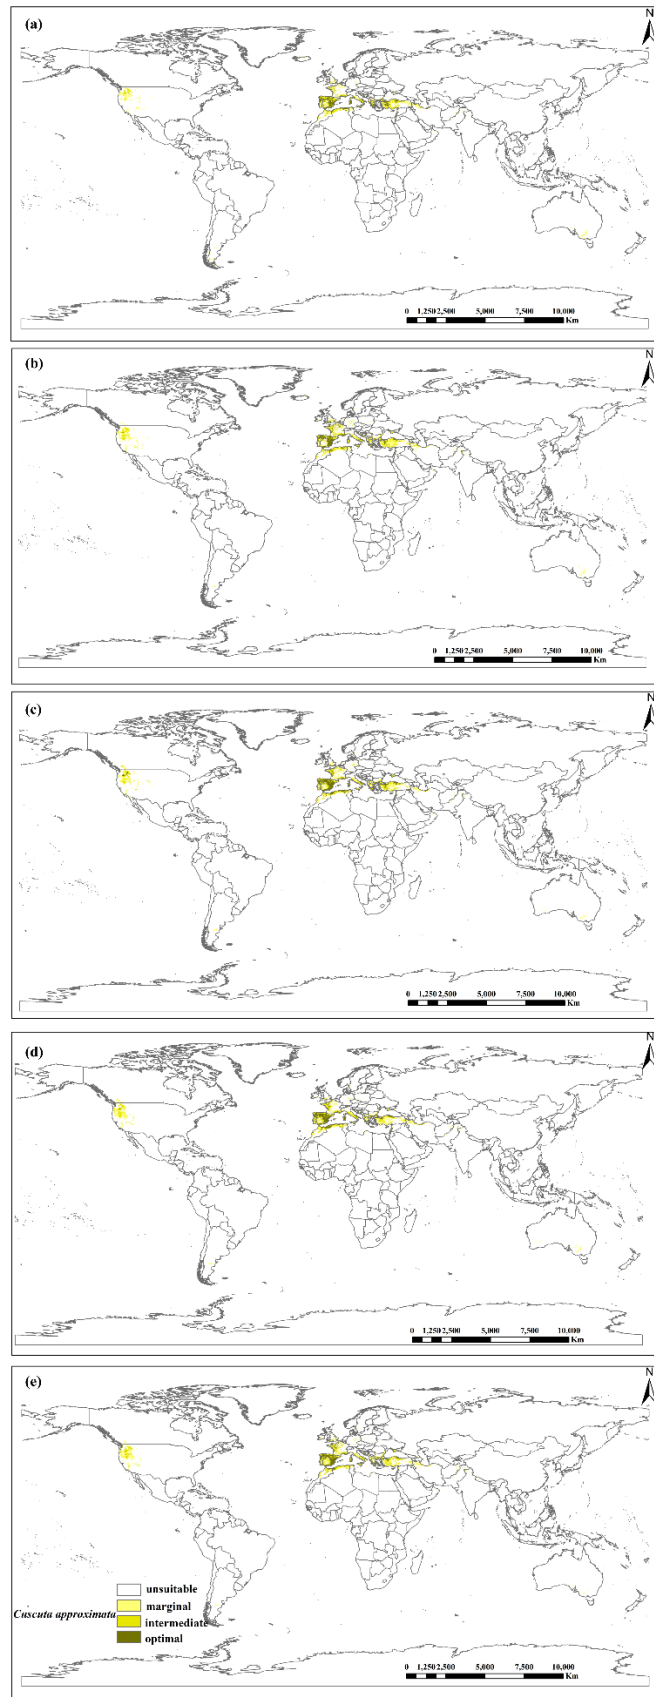 (a)
N
0 1,250 2,500 5,000 7,500 10,000
Km
(b)
N
0 1,250 2,500 5,000 7,500 10,000
Km
(c)
N
0 1,250 2,500 5,000 7,500 10,000
Km
(d)
N
0 1,250 2,500 5,000 7,500 10,000
Km
(e)
N
unsuitable
Cuscuta approximata marginal
intermediate
optimal
0 1,250 2,500 5,000 7,500 10,000
Km